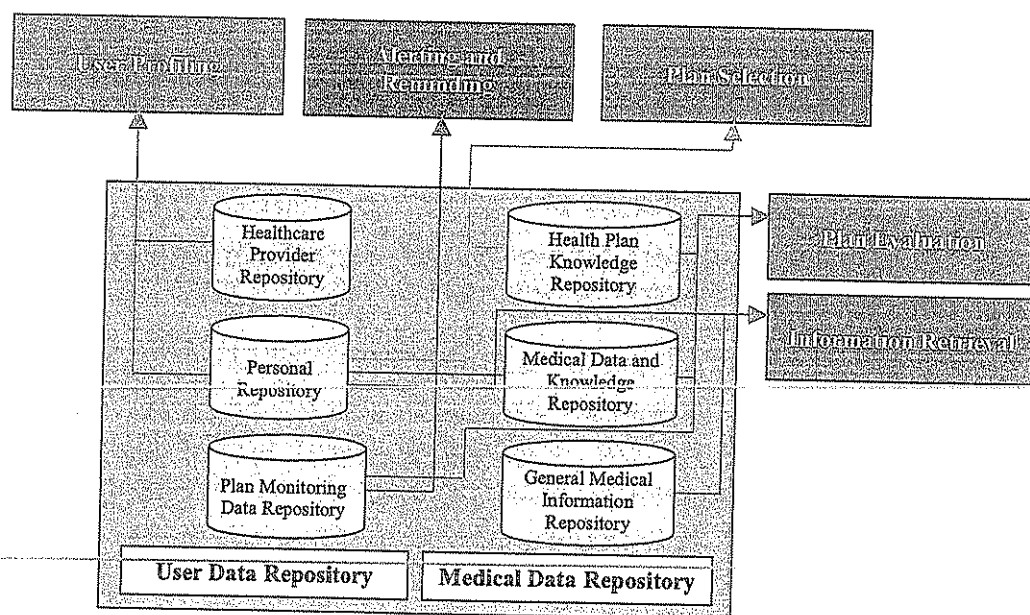 User Profiling
Alerting and
Reminding
Plan Selection
Healthcare
Provider
Repository
Health Plan
Knowledge
Repository
Plan Evaluation
Information Retrieval
Personal
Repository
Medical Data and
Knowledge
Repository
Plan Monitoring
Data Repository
General Medical
Information
Repository
User Data Repository
Medical Data Repository